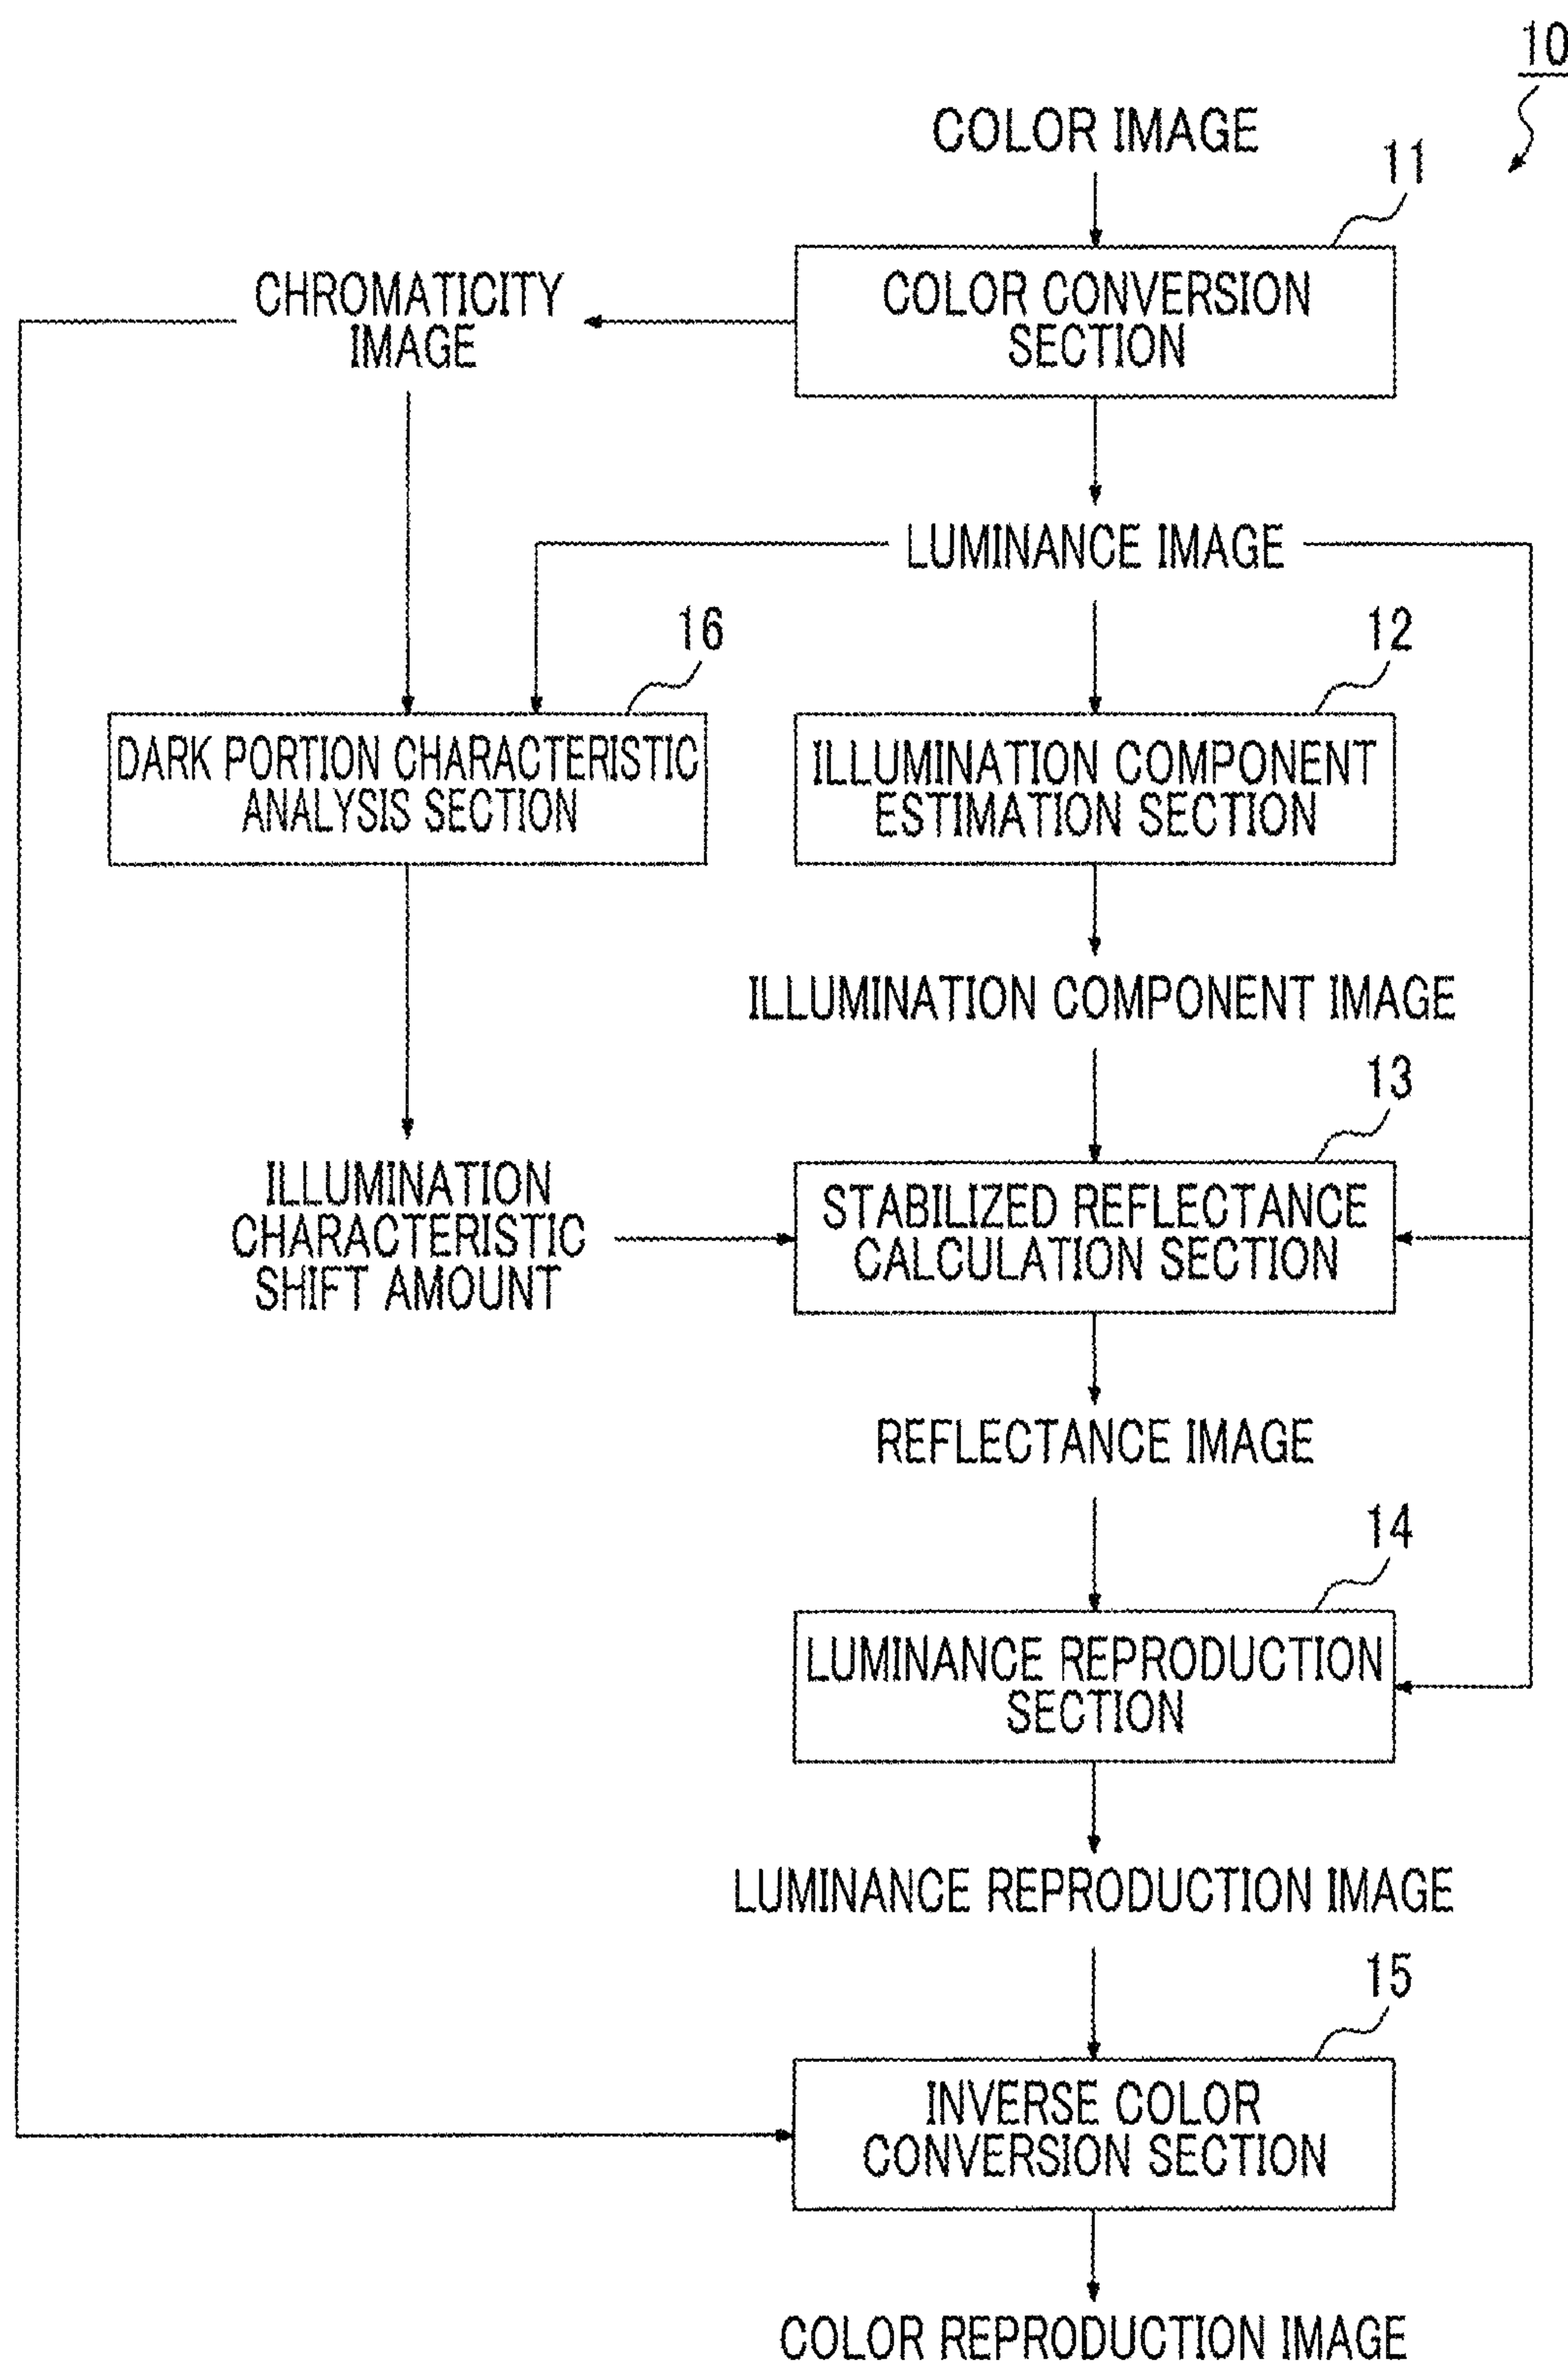 10
COLOR IMAGE
11
COLOR CONVERSION
SECTION
CHROMATICITY
IMAGE
LUMINANCE IMAGE
16
12
DARK PORTION CHARACTERISTIC
ANALYSIS SECTION
ILLUMINATION COMPONENT
ESTIMATION SECTION
ILLUMINATION COMPONENT IMAGE
13
ILLUMINATION
CHARACTERISTIC
SHIFT AMOUNT
STABILIZED REFLECTANCE
CALCULATION SECTION
REFLECTANCE IMAGE
14
LUMINANCE REPRODUCTION
SECTION
LUMINANCE REPRODUCTION IMAGE
15
INVERSE COLOR
CONVERSION SECTION
COLOR REPRODUCTION IMAGE